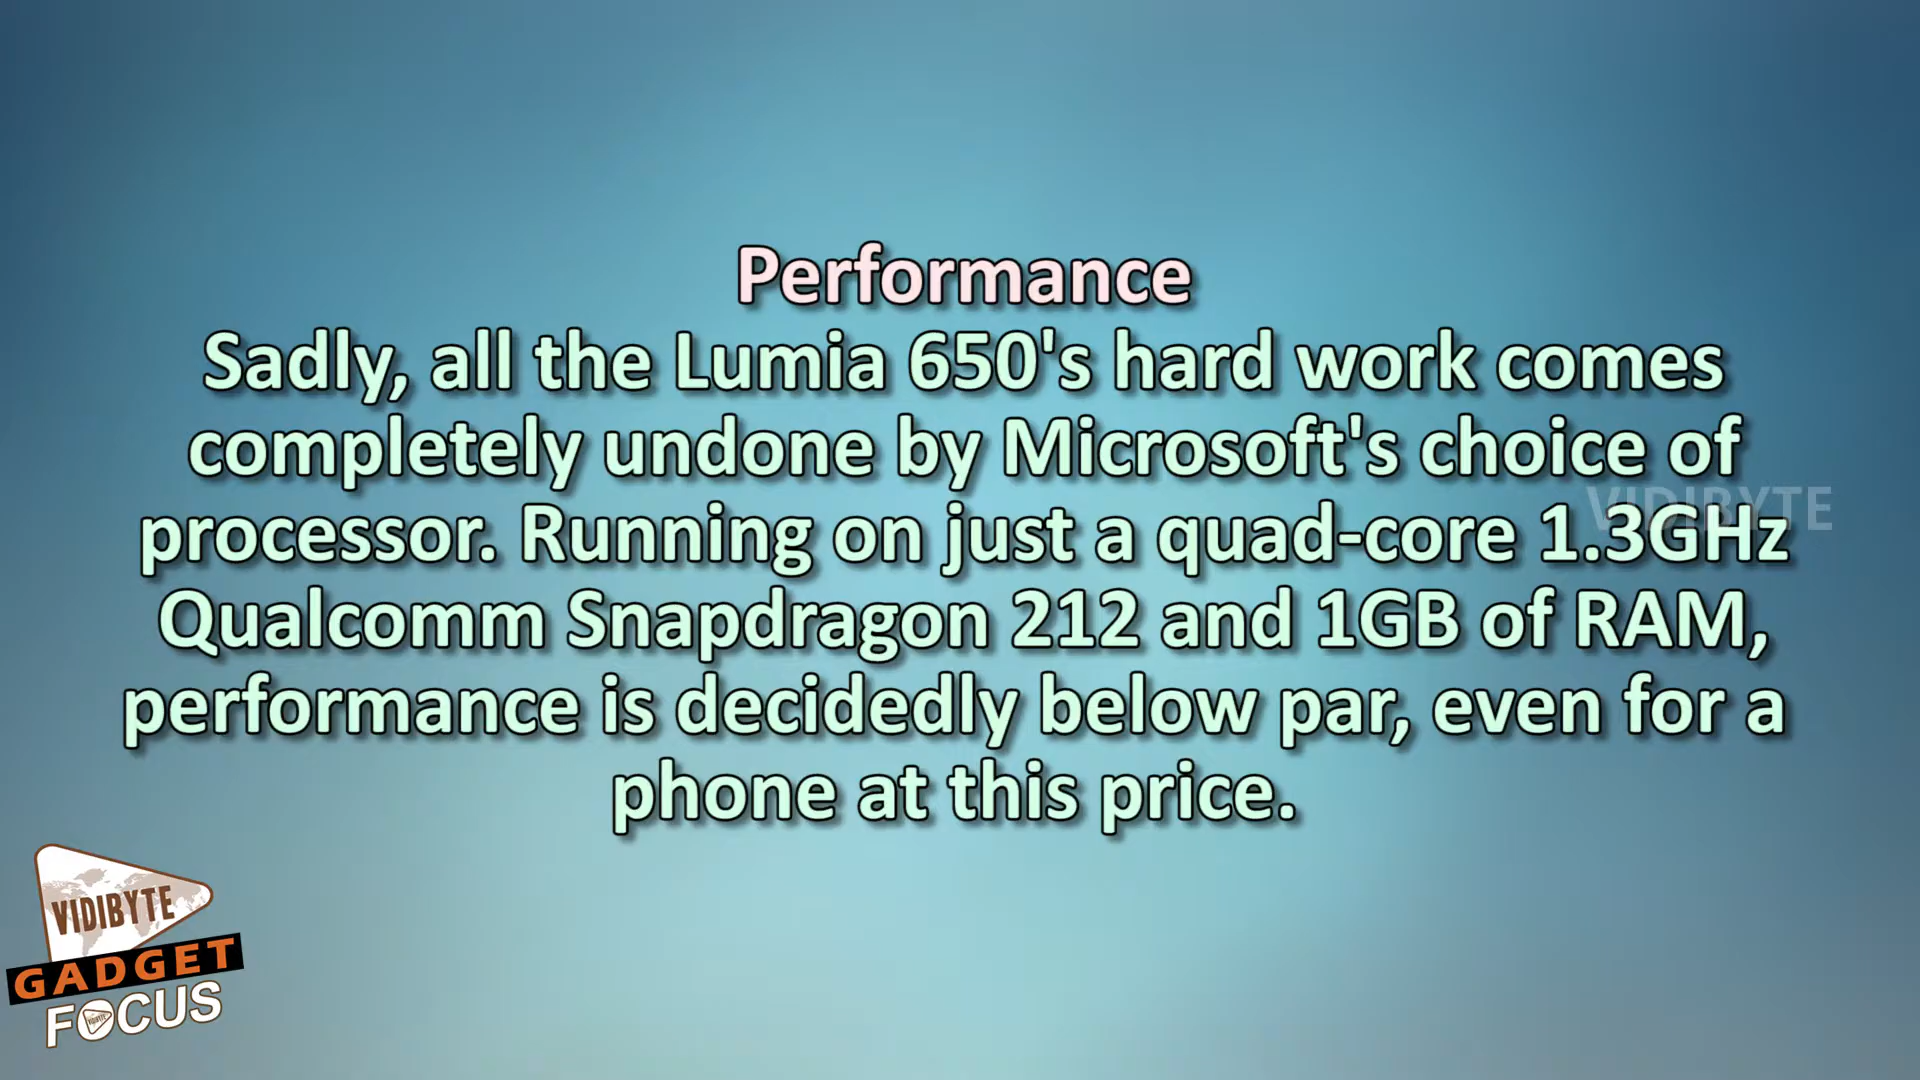 Performance
Sadly, all the Lumia 650's hard work comes
completely undone by Microsoft's choice of
processor. Running on just a quad-core 1.3GHz
Qualcomm Snapdragon 212 and 1GB of RAM,
performance is decidedly below par, even for a
phone at this price.
VIDIBYTE
VIDIBYTE
GADGET
FOCUS